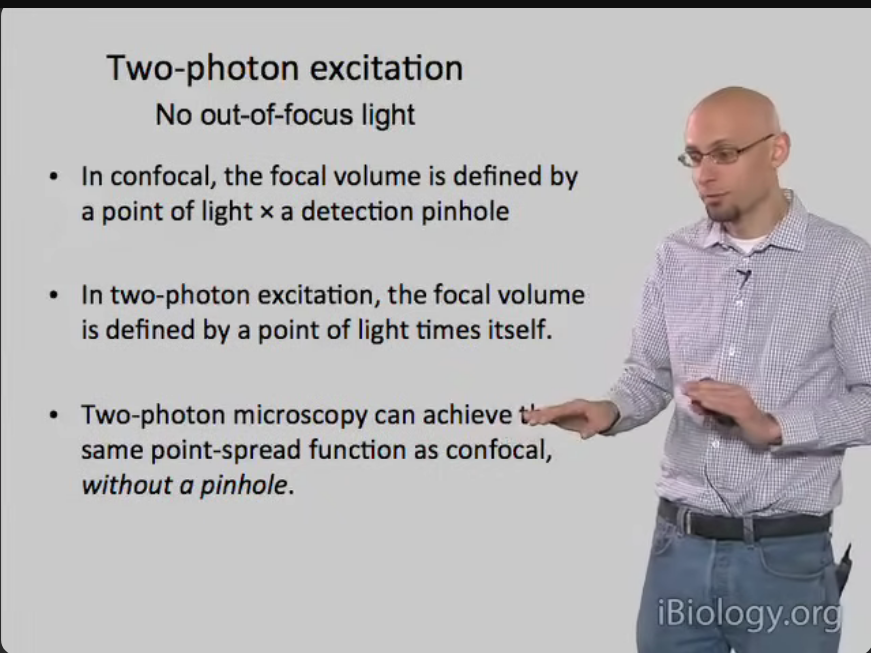 Two-photon excitation
No out-of-focus light
• In confocal, the focal volume is defined by
a point of light × a detection pinhole
• In two-photon excitation, the focal volume
is defined by a point of light times itself.
• Two-photon microscopy can achieve
same point-spread function as confocal,
without a pinhole.
iBiology.org